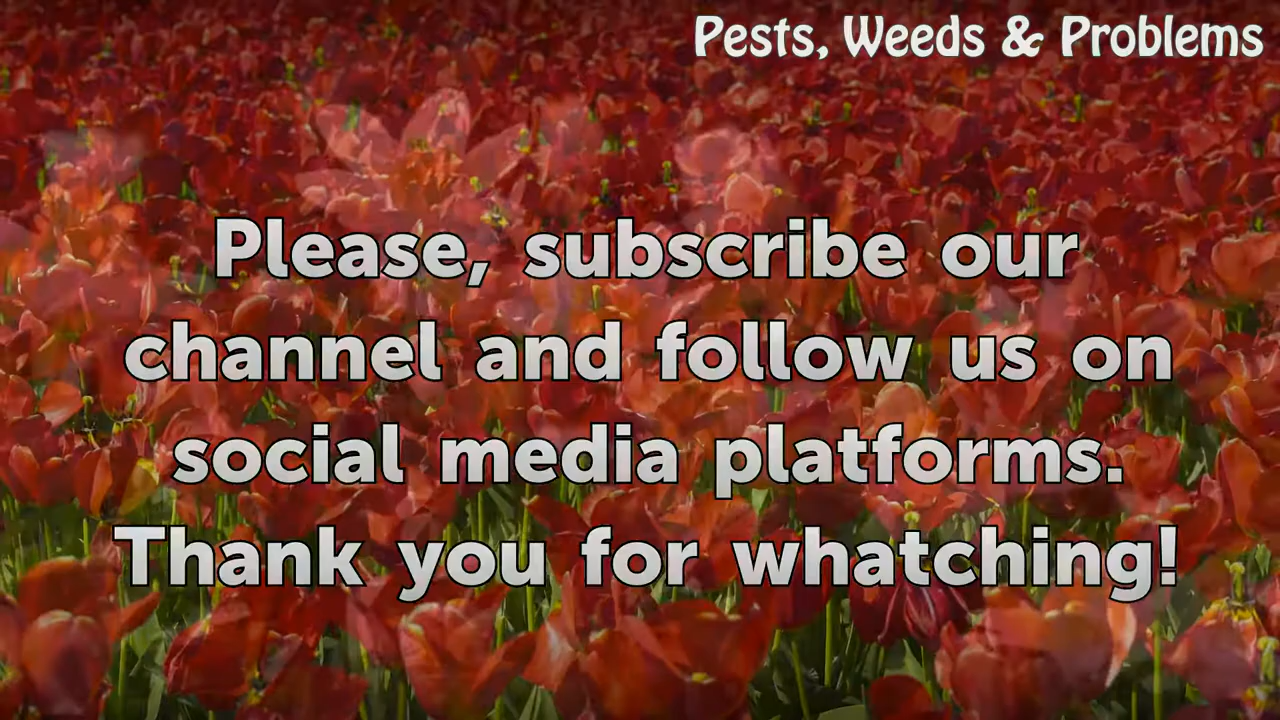 Pests, Weeds & Problems
Please, subscribe our
channel and follow us on
social media platforms.
Thank you for whatching!